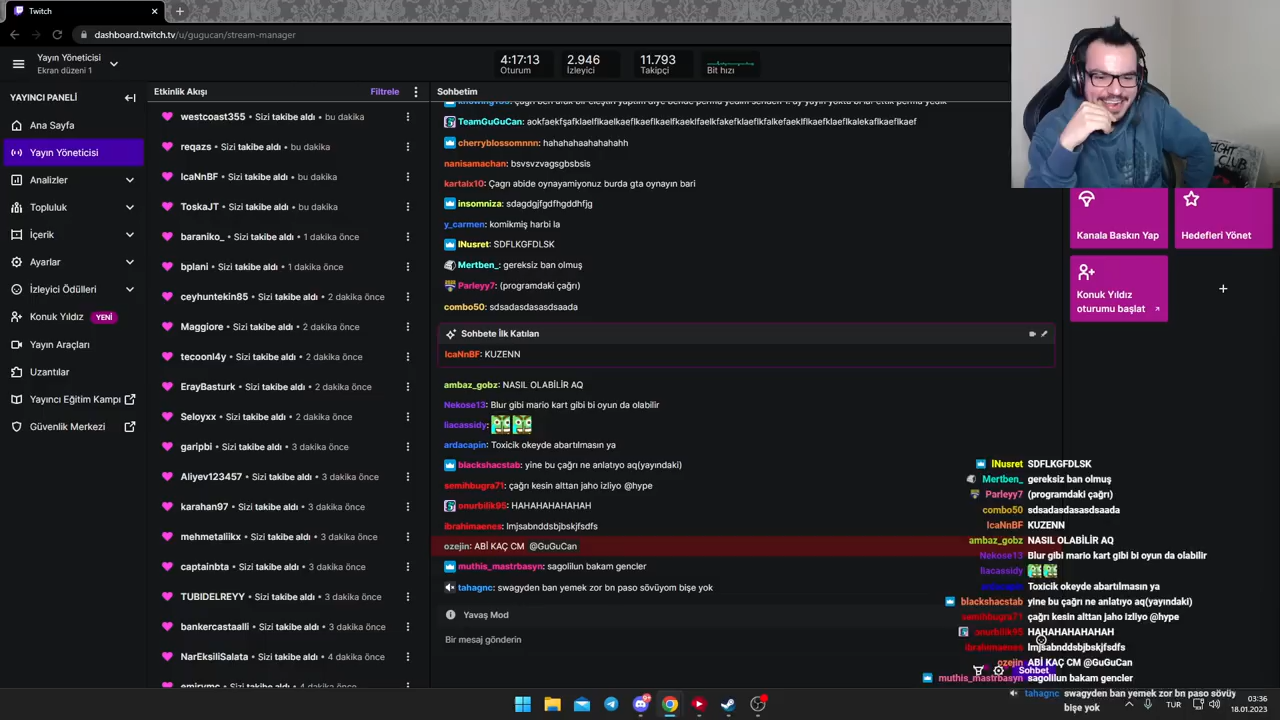 Twitch
dashboard.twitch.tv/u/gugucan/stream-manager
Yayın Yöneticisi
Ekran düzeni 1
4:17:13
Oturum
2.946
İzleyici
11.793
Takipçi
Bit hızı
YAYINCI PANELİ
Ana Sayfa
Yayın Yöneticisi
Analizler
Topluluk
İçerik
Ayarlar
İzleyici Ödülleri
Konuk Yıldız YENİ
Yayın Araçları
Uzantılar
Yayıncı Eğitim Kampı
Güvenlik Merkezi
Etkinlik Akışı
Filtrele
westcoast355 • Sizi takibe aldı • bu dakika
reqazs • Sizi takibe aldı • bu dakika
IcaNnBF • Sizi takibe aldı • bu dakika
ToskaJT • Sizi takibe aldı • bu dakika
baraniko_ • Sizi takibe aldı • 1 dakika önce
bplani • Sizi takibe aldı • 1 dakika önce
ceyhuntekin85 • Sizi takibe aldı • 2 dakika önce
Maggiore • Sizi takibe aldı • 2 dakika önce
tecoonl4y • Sizi takibe aldı • 2 dakika önce
ErayBasturk • Sizi takibe aldı • 2 dakika önce
Seloyxx • Sizi takibe aldı • 2 dakika önce
garipbi • Sizi takibe aldı • 3 dakika önce
Aliyev123457 • Sizi takibe aldı • 3 dakika önce
karahan97 • Sizi takibe aldı • 3 dakika önce
mehmetaliikx • Sizi takibe aldı • 3 dakika önce
captainbta • Sizi takibe aldı • 3 dakika önce
TUBIDELREYY • Sizi takibe aldı • 3 dakika önce
bankercastaalli • Sizi takibe aldı • 3 dakika önce
NarEksiliSalata • Sizi takibe aldı • 4 dakika önce
Sohbetim
TeamGuGuCan: aokfaekfşafklaelflkaelkaelfkaeflkaelflkaefklaelfkafekflaelfklkafefaeklfkaefklaeflkalekafklkaefkaef
cherryblossomnnn: hahahahaahahahahh
nanisamachan: bsvsvzvagsgbsbsis
kartalx10: Çagrı abide oynayamiyonuz burda gta oynayın bari
insomniza: sdagdgjfgdfhgddhfjg
y_carmen: komikmiş harbi la
INusret: SDFLKGFDLSK
Mertben_: gereksiz ban olmuş
Parleyy7: (programdaki çağrı)
combo50: sdsadasdasasdsaada
Sohbete İlk Katılan
IcaNnBF: KUZENN
ambaz_gobz: NASIL OLABİLİR AQ
Nekose13: Blur gibi mario kart gibi bi oyun da olabilir
liacassidy:
ardacapin: Toxicik okeyde abartılmasın ya
blackshacstab: yine bu çağrı ne anlatıyo aq(yayındaki)
semihbugra71: çağrı kesin alttan jaho izliyo @hype
onurbilik95: HAHAHAHAHAHAH
ibrahimaenes: lmjsabnddsbjbskjfsdfs
ozejin: ABİ KAÇ CM @GuGuCan
muthis_mastrbasyn: sagolilun bakam gencler
tahagnc: swagyden ban yemek zor bn paso sövüyom bişe yok
Yavaş Mod
Bir mesaj gönderin
Sohbet
FIGHT CLUB
Kanala Baskın Yap
Hedefleri Yönet
Konuk Yıldız
oturumu başlat
INusret SDFLKGFDLSK
Mertben_ gereksiz ban olmuş
Parleyy7 (programdaki çağrı)
combo50 sdsadasdasasdsaada
IcaNnBF KUZENN
ambaz_gobz NASIL OLABİLİR AQ
Nekose13 Blur gibi mario kart gibi bi oyun da olabilir
liacassidy
Toxicik okeyde abartılmasın ya
blackshacstab yine bu çağrı ne anlatıyo aq(yayındaki)
semihbugra71 çağrı kesin alttan jaho izliyo @hype
onurbilik95 HAHAHAHAHAHAH
ibrahimaenes lmjsabnddsbjbskjfsdfs
ozejin ABİ KAÇ CM @GuGuCan
muthis_mastrbasyn sagolilun bakam gencler
tahagnc swagyden ban yemek zor bn paso sövüy
bişe yok
TUR
03:36
18.01.2023